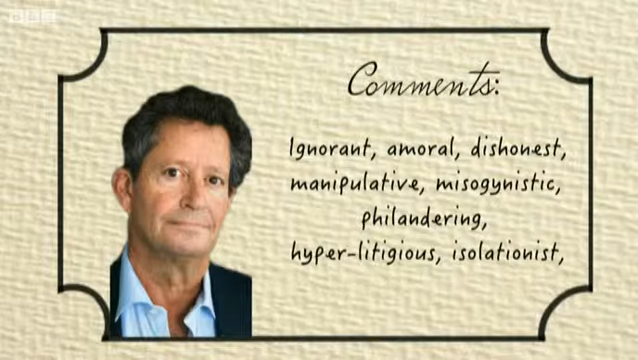 BBC
Comments:
Ignorant, amoral, dishonest,
manipulative, misogynistic,
philandering,
hyper-litigious, isolationist,